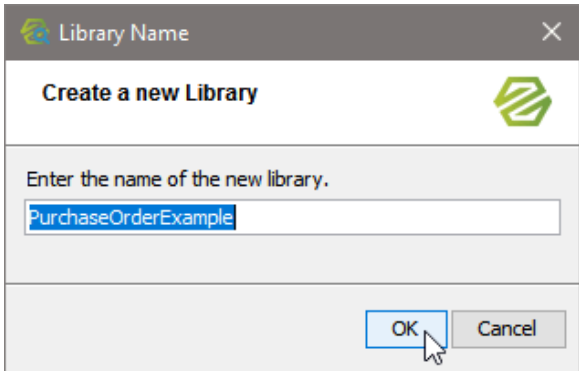 Library Name
Create a new Library
Enter the name of the new library.
PurchaseOrderExample
OK Cancel